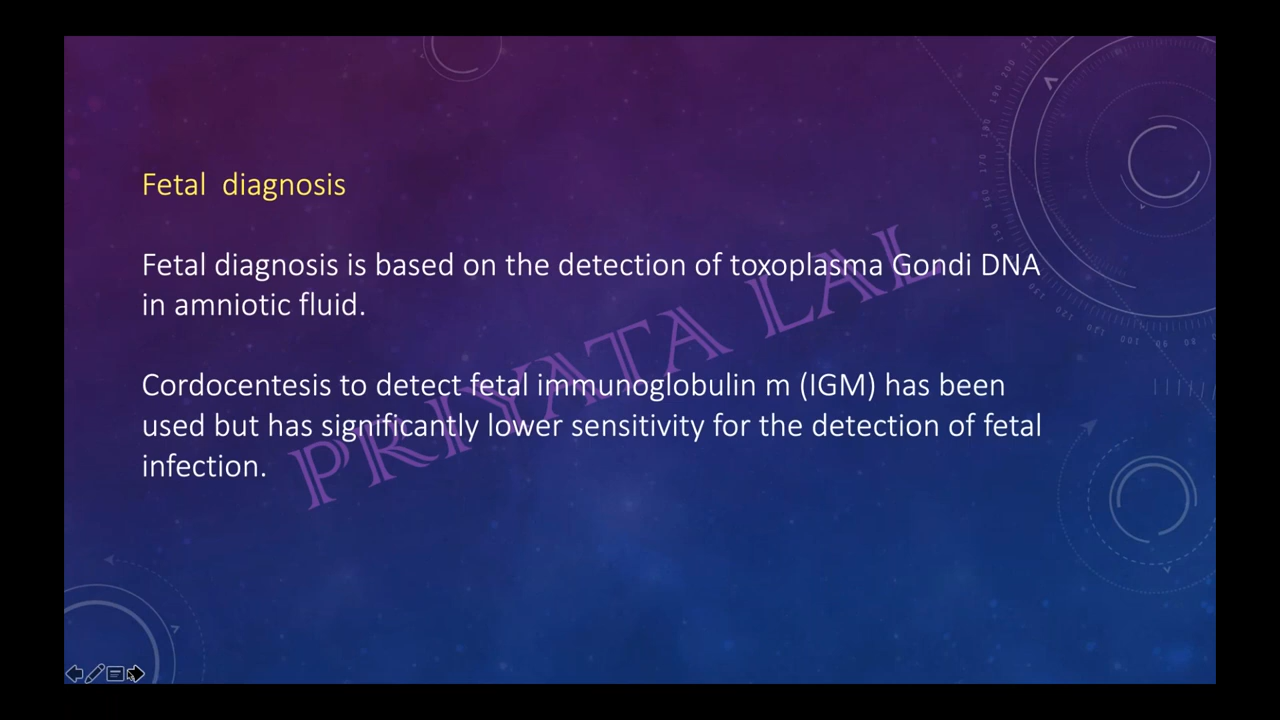 Fetal diagnosis
Fetal diagnosis is based on the detection of toxoplasma Gondi DNA
in amniotic fluid.
Cordocentesis to detect fetal immunoglobulin m (IGM) has been
used but has significantly lower sensitivity for the detection of fetal
infection.
PRIYATA LAL